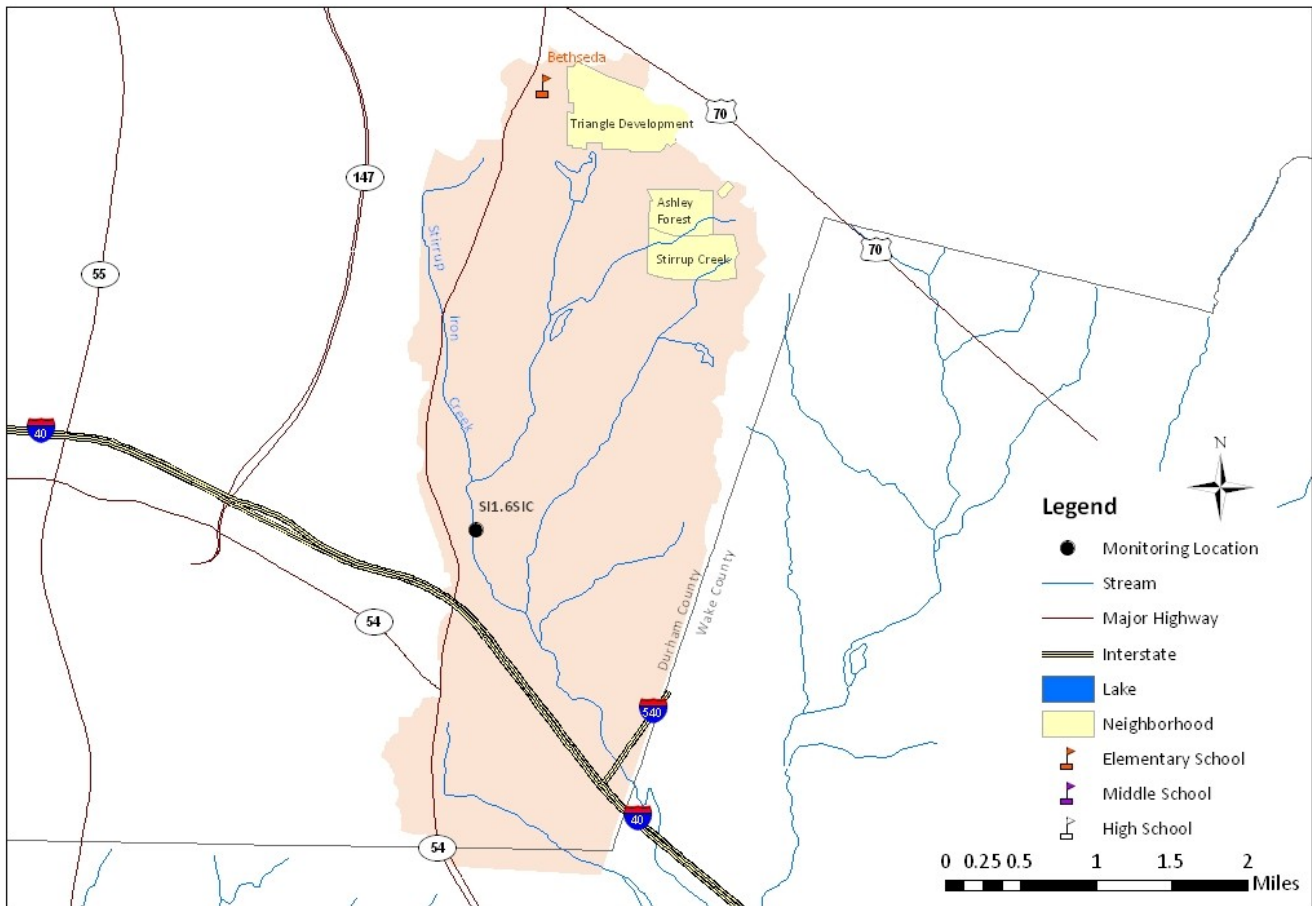 Bethseda
70
Triangle Development
147
Ashley
Forest
Stirrup
70
Stirrup Creek
55
Iron
Creek
40
N
SI1.6SIC
Legend
Monitoring Location
Stream
Durham County
Wake County
54
Major Highway
Interstate
Lake
540
Neighborhood
Elementary School
Middle School
40
High School
54
0 0.25 0.5 1 1.5 2
Miles